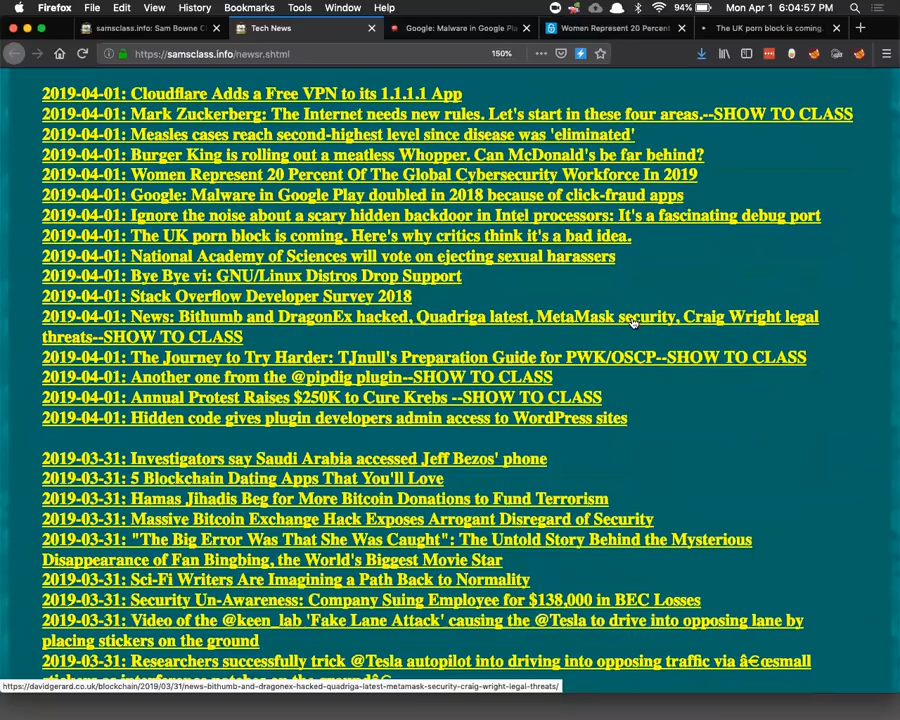 Firefox File Edit View History Bookmarks Tools Window Help 94% Mon Apr 1 6:04:57 PM
samsclass.info: Sam Bowne C Tech News Google: Malware in Google Pla Women Represent 20 Percent The UK porn block is coming.
https://samsclass.info/newsr.shtml 150%
2019-04-01: Cloudflare Adds a Free VPN to its 1.1.1.1 App
2019-04-01: Mark Zuckerberg: The Internet needs new rules. Let's start in these four areas.--SHOW TO CLASS
2019-04-01: Measles cases reach second-highest level since disease was 'eliminated'
2019-04-01: Burger King is rolling out a meatless Whopper. Can McDonald's be far behind?
2019-04-01: Women Represent 20 Percent Of The Global Cybersecurity Workforce In 2019
2019-04-01: Google: Malware in Google Play doubled in 2018 because of click-fraud apps
2019-04-01: Ignore the noise about a scary hidden backdoor in Intel processors: It's a fascinating debug port
2019-04-01: The UK porn block is coming. Here's why critics think it's a bad idea.
2019-04-01: National Academy of Sciences will vote on ejecting sexual harassers
2019-04-01: Bye Bye vi: GNU/Linux Distros Drop Support
2019-04-01: Stack Overflow Developer Survey 2018
2019-04-01: News: Bithumb and DragonEx hacked, Quadriga latest, MetaMask security, Craig Wright legal
threats--SHOW TO CLASS
2019-04-01: The Journey to Try Harder: TJnull's Preparation Guide for PWK/OSCP--SHOW TO CLASS
2019-04-01: Another one from the @pipdig plugin--SHOW TO CLASS
2019-04-01: Annual Protest Raises $250K to Cure Krebs --SHOW TO CLASS
2019-04-01: Hidden code gives plugin developers admin access to WordPress sites
2019-03-31: Investigators say Saudi Arabia accessed Jeff Bezos' phone
2019-03-31: 5 Blockchain Dating Apps That You'll Love
2019-03-31: Hamas Jihadis Beg for More Bitcoin Donations to Fund Terrorism
2019-03-31: Massive Bitcoin Exchange Hack Exposes Arrogant Disregard of Security
2019-03-31: "The Big Error Was That She Was Caught": The Untold Story Behind the Mysterious
Disappearance of Fan Bingbing, the World's Biggest Movie Star
2019-03-31: Sci-Fi Writers Are Imagining a Path Back to Normality
2019-03-31: Security Un-Awareness: Company Suing Employee for $138,000 in BEC Losses
2019-03-31: Video of the @keen_lab 'Fake Lane Attack' causing the @Tesla to drive into opposing lane by
placing stickers on the ground
2019-03-31: Researchers successfully trick @Tesla autopilot into driving into opposing traffic via â€œsmall
https://davidgerard.co.uk/blockchain/2019/03/31/news-bithumb-and-dragonex-hacked-quadriga-latest-metamask-security-craig-wright-legal-threats/